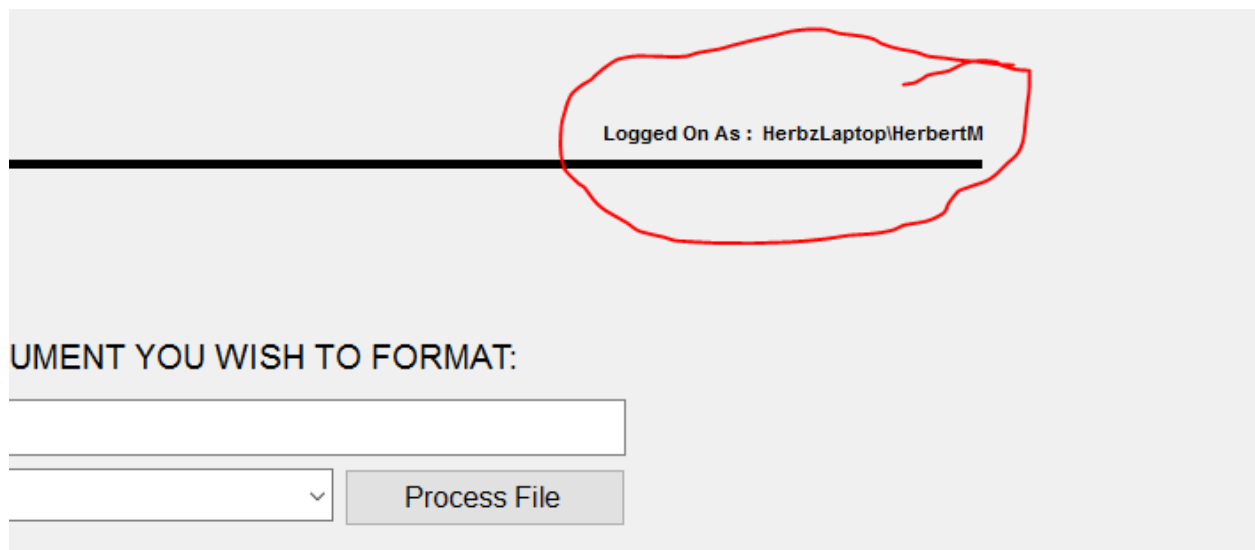 Logged On As : HerbzLaptop\HerbertM
UMENT YOU WISH TO FORMAT:
Process File